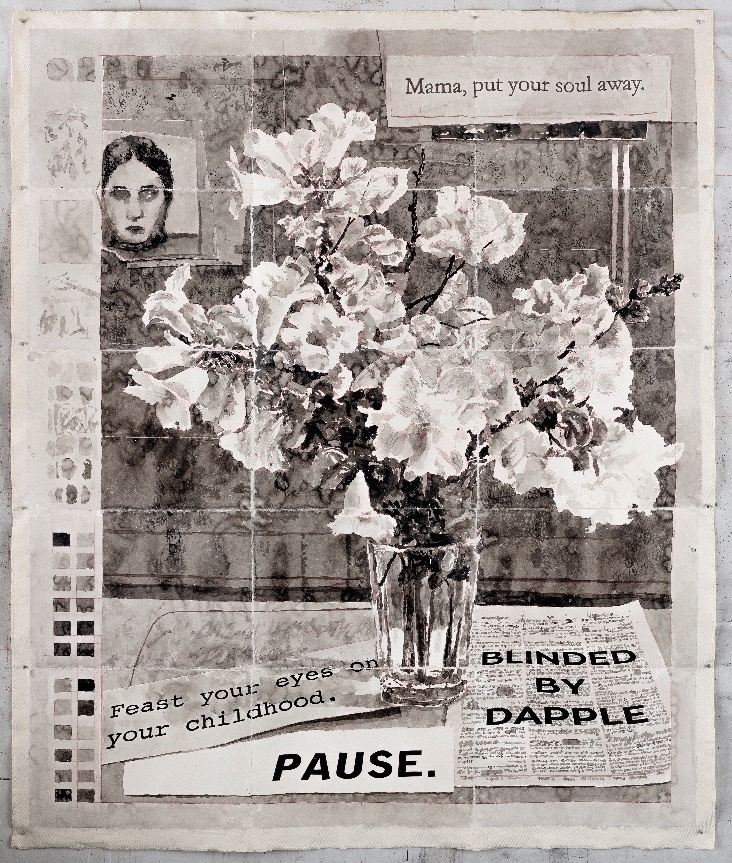 Mama, put your soul away.
Feast your eyes on
your childhood.
PAUSE.
BLINDED
BY
DAPPLE